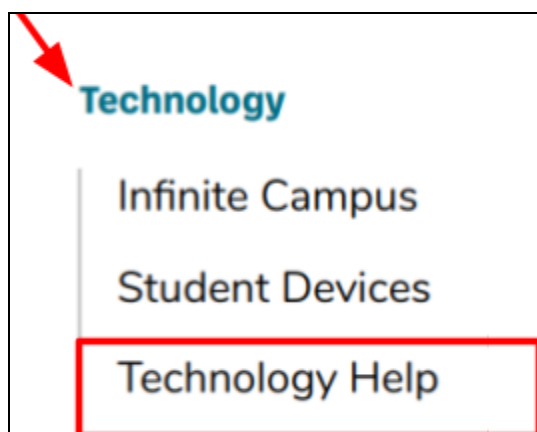 Technology
Infinite Campus
Student Devices
Technology Help